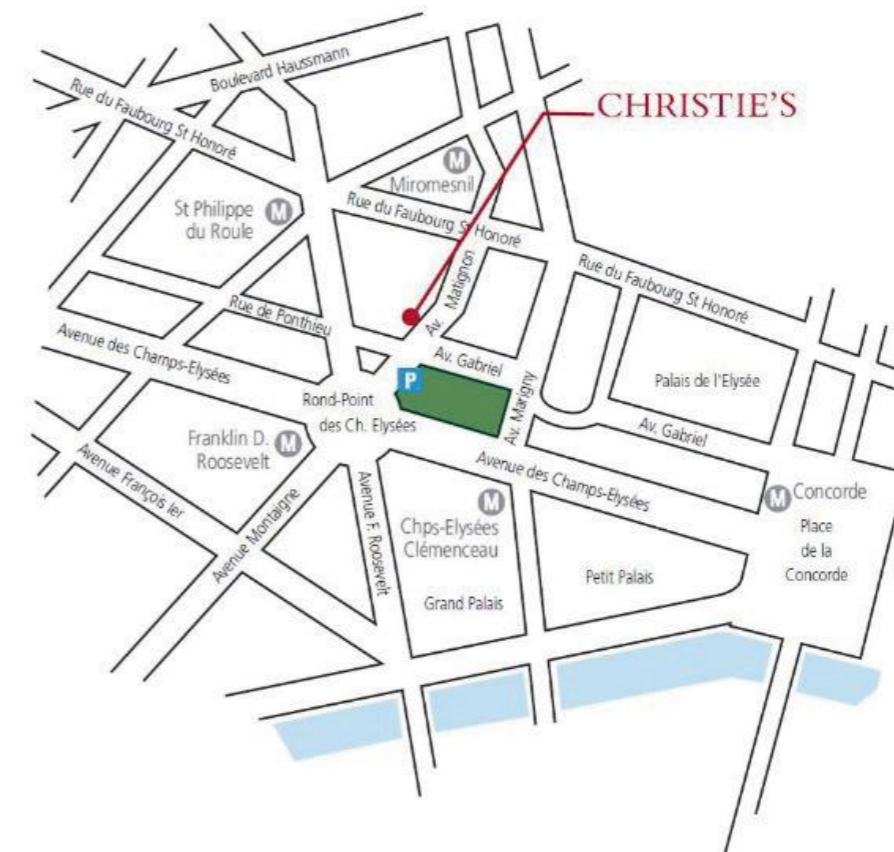 Boulevard Haussmann
Rue du Faubourg St Honoré
CHRISTIE'S
M
Miromesnil
St Philippe
du Roule
M
Rue du Faubourg St Honoré
Rue du Faubourg St Honoré
Av. Matignon
Rue de Ponthieu
Avenue des Champs-Elysées
Av. Gabriel
P
Palais de l'Elysée
Rond-Point
des Ch. Elysées
Av. Marigny
Av. Gabriel
Franklin D.
Roosevelt
M
Avenue François Ier
Avenue Montaigne
Avenue F. Roosevelt
Avenue des Champs-Elysées
M
Chps-Elysées
Clémenceau
M
Concorde
Place
de la
Concorde
Grand Palais
Petit Palais